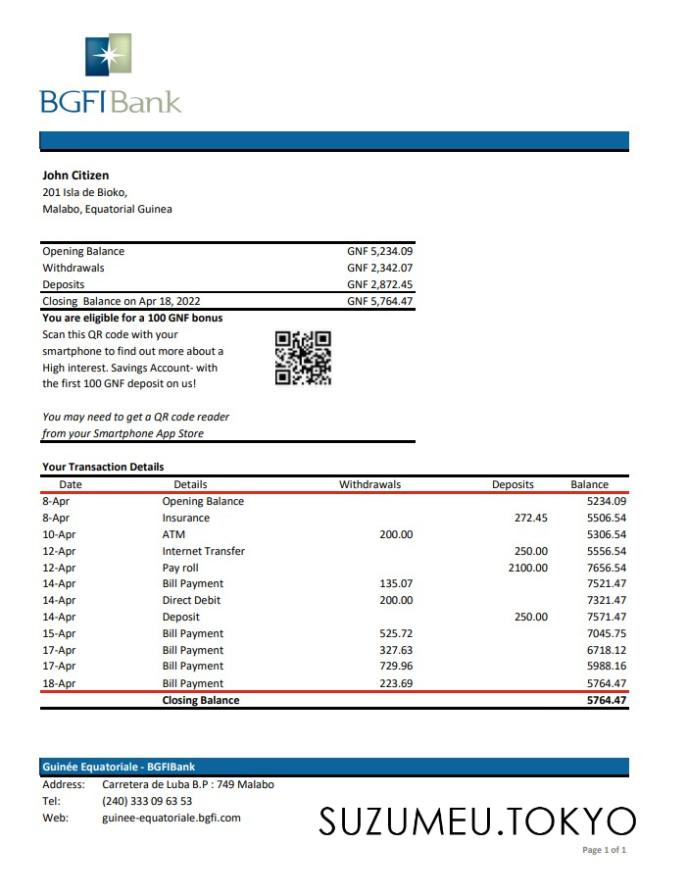 BGFIBank
John Citizen
201 Isla de Bioko,
Malabo, Equatorial Guinea
Opening Balance GNF 5,234.09
Withdrawals GNF 2,342.07
Deposits GNF 2,872.45
Closing Balance on Apr 18, 2022 GNF 5,764.47
You are eligible for a 100 GNF bonus
Scan this QR code with your
smartphone to find out more about a
High interest. Savings Account- with
the first 100 GNF deposit on us!
You may need to get a QR code reader
from your Smartphone App Store
Your Transaction Details
Date Details Withdrawals Deposits Balance
8-Apr Opening Balance 5234.09
8-Apr Insurance 272.45 5506.54
10-Apr ATM 200.00 5306.54
12-Apr Internet Transfer 250.00 5556.54
12-Apr Pay roll 2100.00 7656.54
14-Apr Bill Payment 135.07 7521.47
14-Apr Direct Debit 200.00 7321.47
14-Apr Deposit 250.00 7571.47
15-Apr Bill Payment 525.72 7045.75
17-Apr Bill Payment 327.63 6718.12
17-Apr Bill Payment 729.96 5988.16
18-Apr Bill Payment 223.69 5764.47
Closing Balance 5764.47
Guinée Equatoriale - BGFIBank
Address: Carretera de Luba B.P : 749 Malabo
Tel: (240) 333 09 63 53
Web: guinee-equatoriale.bgfi.com
SUZUMEU.TOKYO
Page 1 of 1